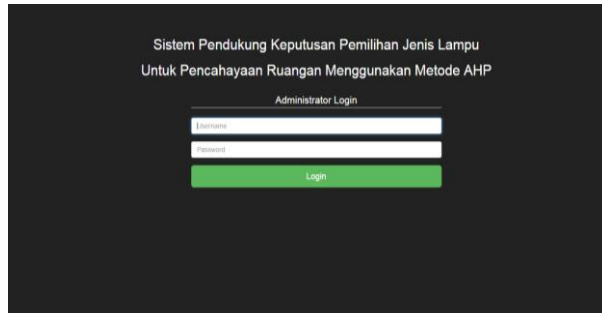 Sistem Pendukung Keputusan Pemilihan Jenis Lampu
Untuk Pencahayaan Ruangan Menggunakan Metode AHP
Administrator Login
Username
Password
Login